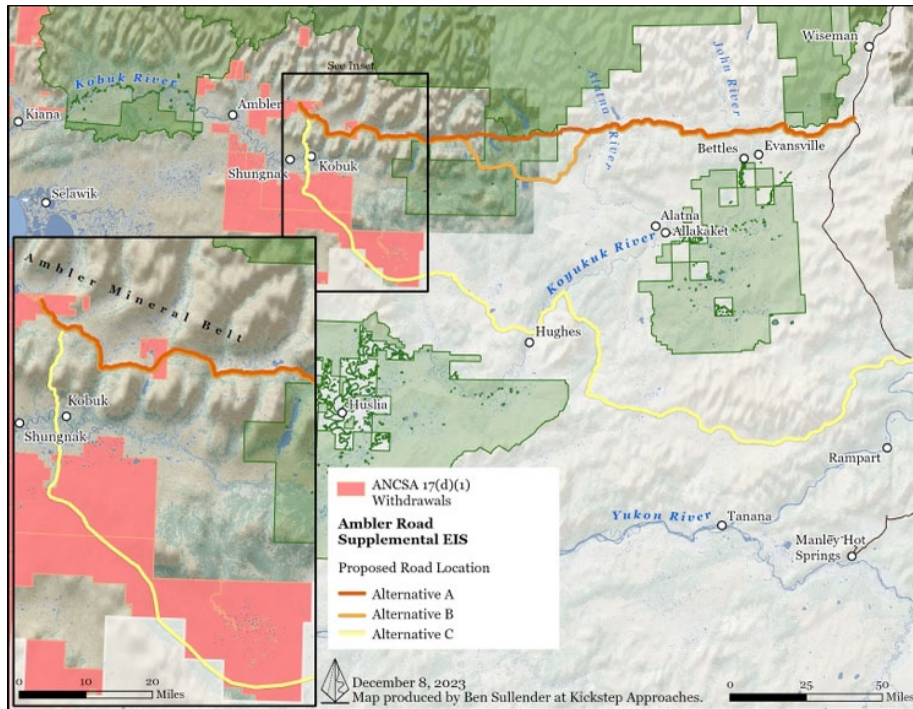 Wiseman
John River
See Inset
Kobuk River
Alatna River
Kiana
Ambler
Bettles
Evansville
Shungnak
Kobuk
Selawik
Alatna
Allakaket
Koyukuk River
Ambler Mineral Belt
Hughes
Kobuk
Shungnak
Huslia
Rampart
ANCSA 17(d)(1)
Withdrawals
Ambler Road
Supplemental EIS
Proposed Road Location
Alternative A
Alternative B
Alternative C
Yukon River
Tanana
Manley Hot
Springs
December 8, 2023
Map produced by Ben Sullender at Kickstep Approaches.
0 10 20
Miles
0 25 50
Miles